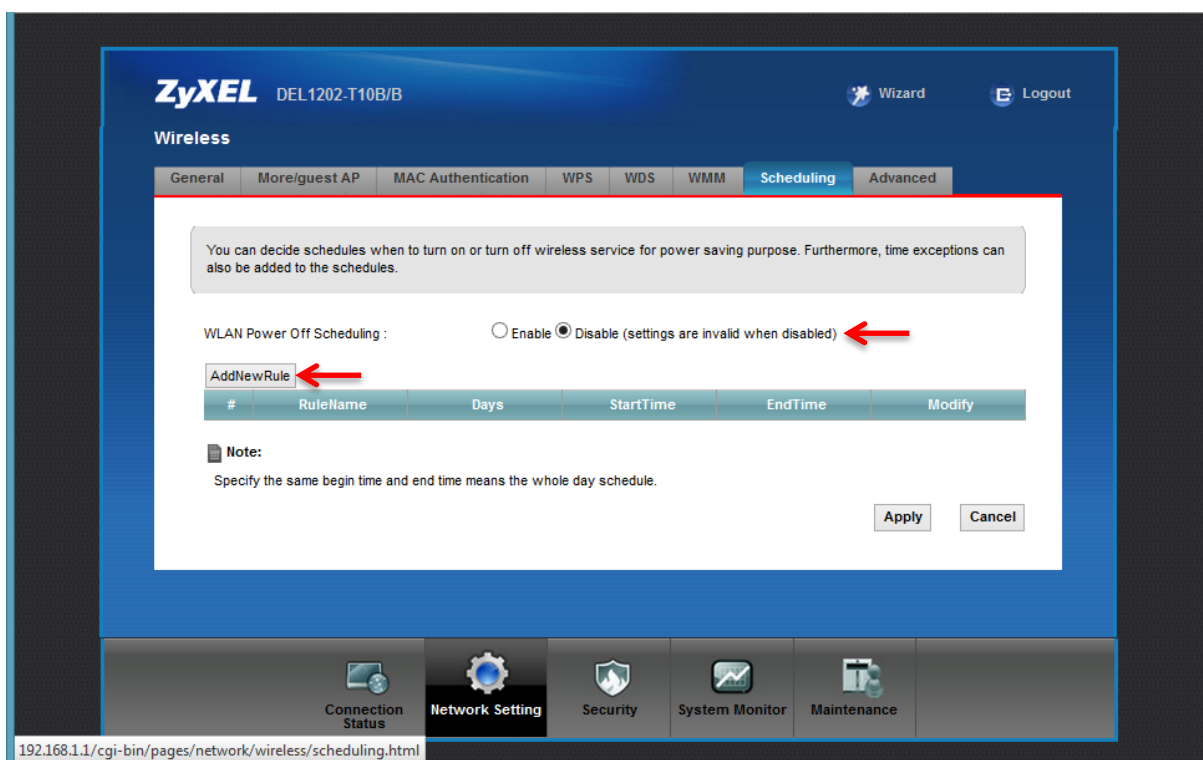 ZyXEL DEL1202-T10B/B Wizard Logout
Wireless
General More/guest AP MAC Authentication WPS WDS WMM Scheduling Advanced
You can decide schedules when to turn on or turn off wireless service for power saving purpose. Furthermore, time exceptions can
also be added to the schedules.
WLAN Power Off Scheduling : Enable Disable (settings are invalid when disabled)
AddNewRule
# RuleName Days StartTime EndTime Modify
Note:
Specify the same begin time and end time means the whole day schedule.
Apply Cancel
Connection Status Network Setting Security System Monitor Maintenance
192.168.1.1/cgi-bin/pages/network/wireless/scheduling.html